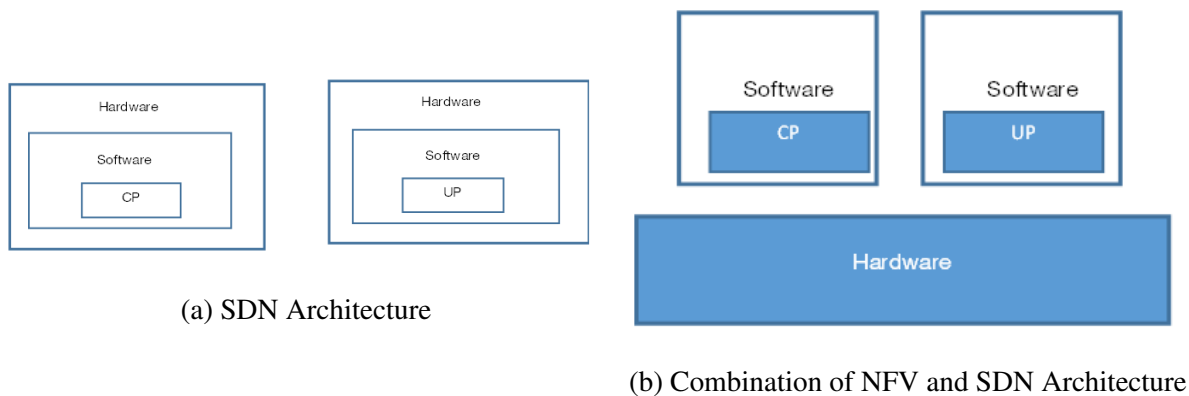 Hardware
Software
CP
Hardware
Software
UP
(a) SDN Architecture
Software
CP
Software
UP
Hardware
(b) Combination of NFV and SDN Architecture